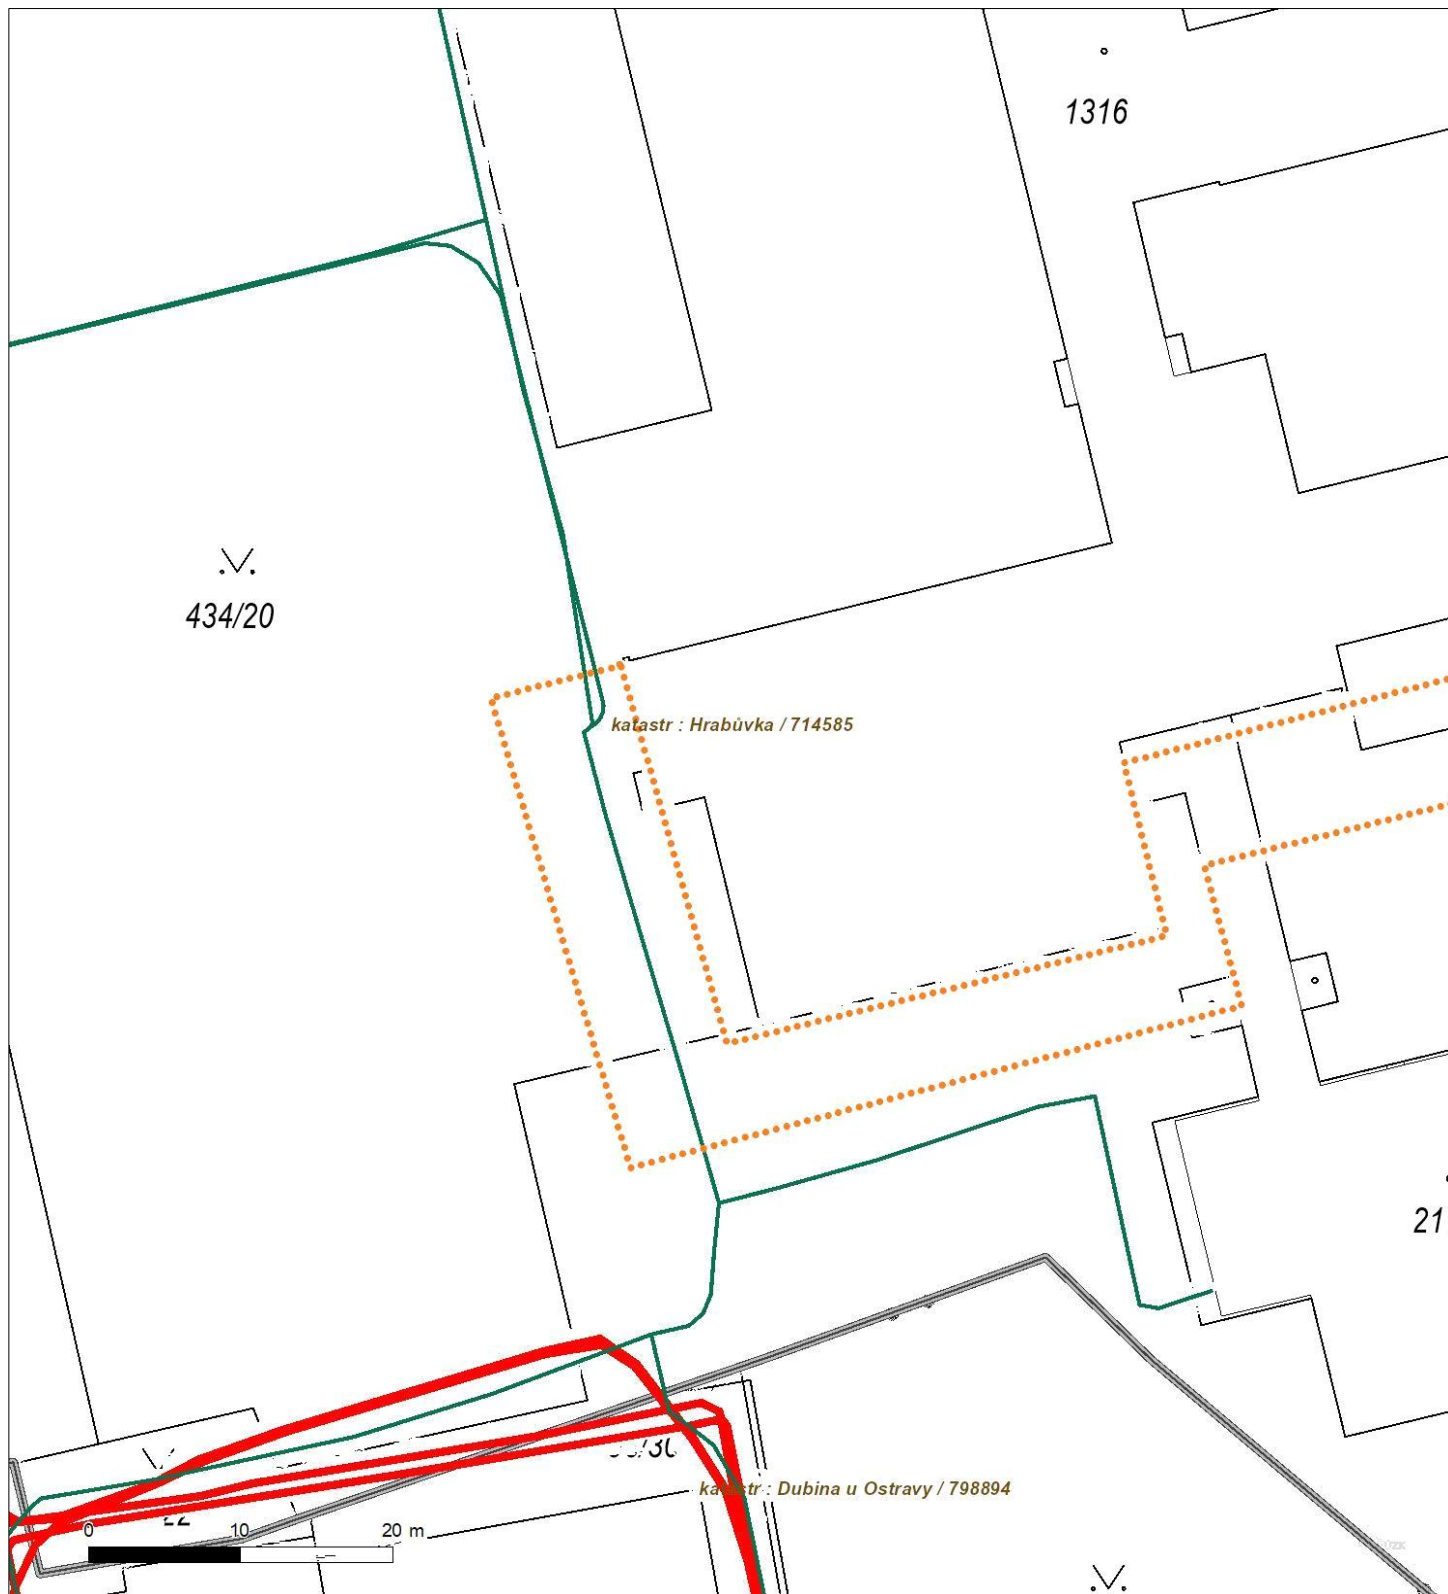 1316
434/20
katastr : Hrabůvka / 714585
21
katastr : Dubina u Ostravy / 798894
0 10 20 m